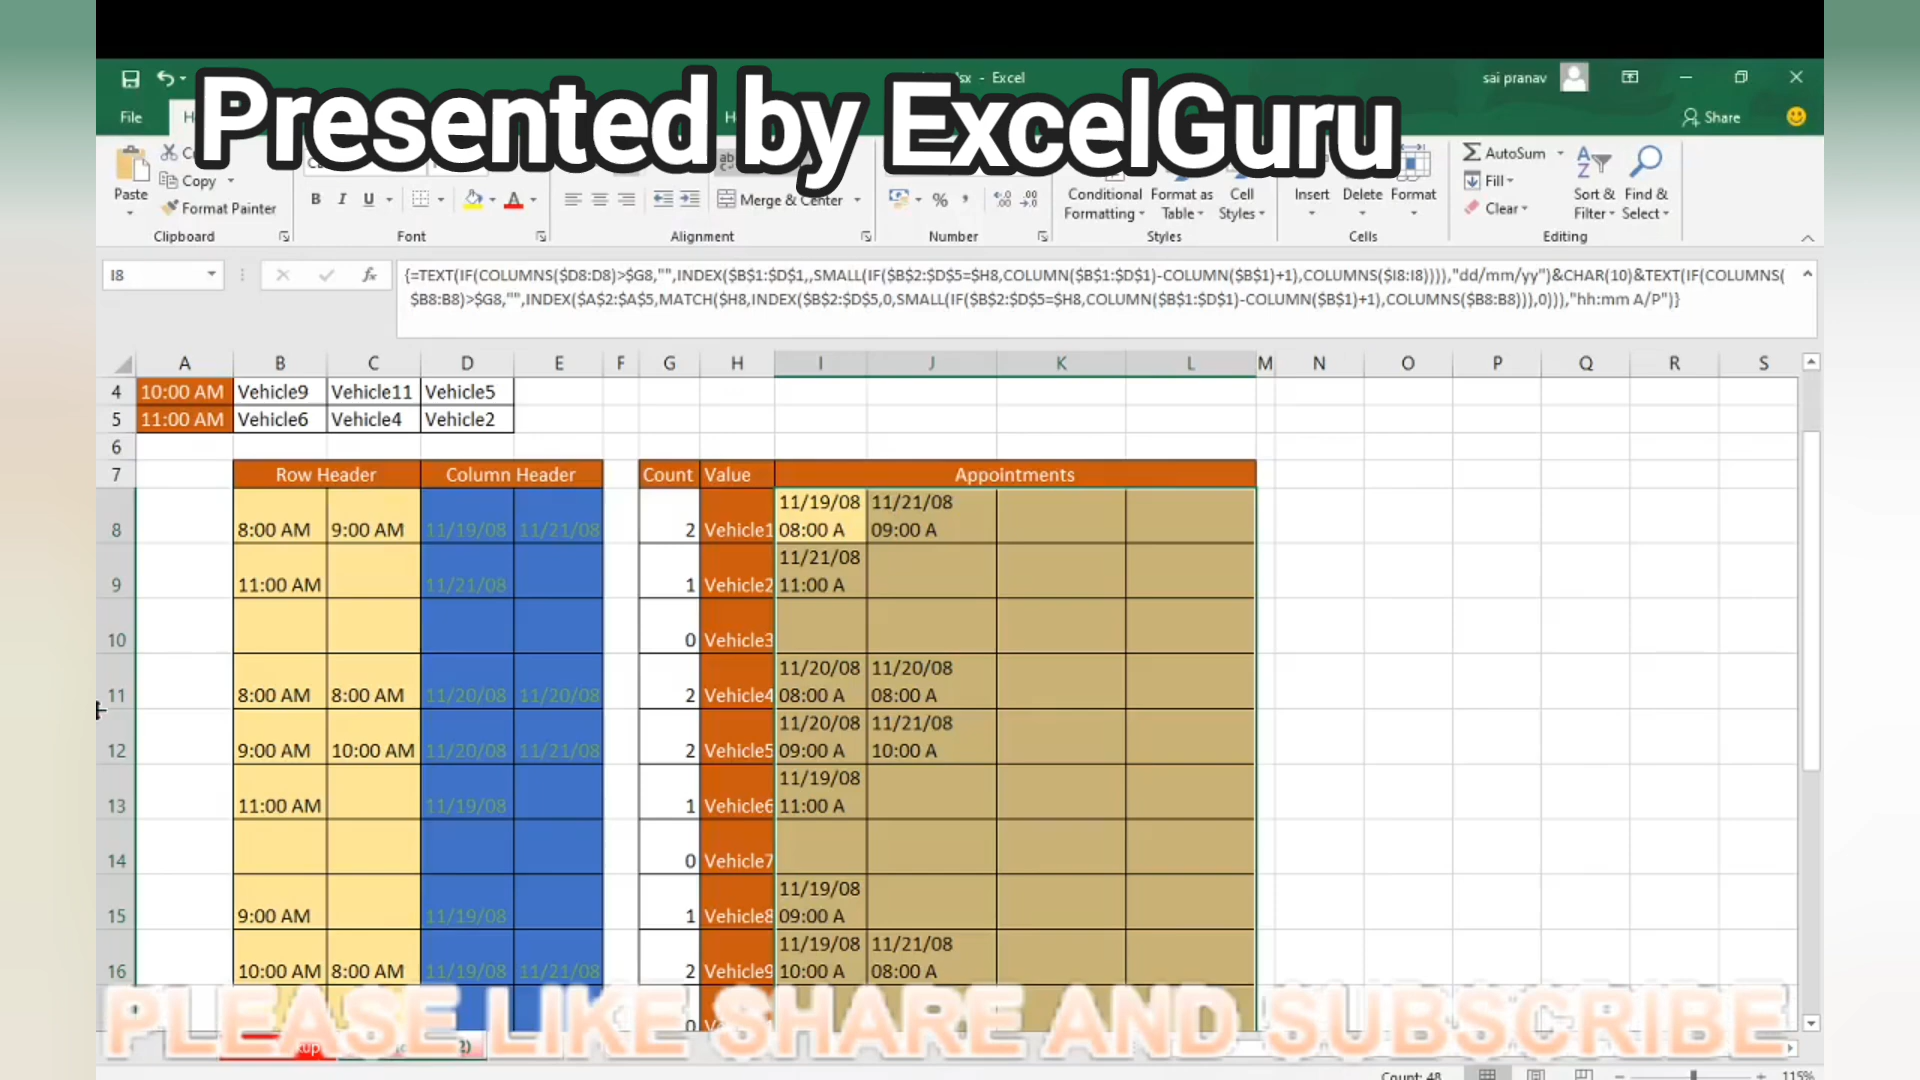 Presented by ExcelGuru
- Excel
sai pranav
File
Share
Paste
Copy
Format Painter
Clipboard
B I U
A
Font
Merge & Center
Alignment
%
Number
Conditional Formatting
Format as Table
Cell Styles
Styles
Insert
Delete
Format
Cells
AutoSum
Fill
Clear
Sort & Filter
Find & Select
Editing
I8
fx
{=TEXT(IF(COLUMNS($D8:D8)>$G8,"",INDEX($B$1:$D$1,,SMALL(IF($B$2:$D$5=$H8,COLUMN($B$1:$D$1)-COLUMN($B$1)+1),COLUMNS($I8:I8)))),"dd/mm/yy")&CHAR(10)&TEXT(IF(COLUMNS(
$B8:B8)>$G8,"",INDEX($A$2:$A$5,MATCH($H8,INDEX($B$2:$D$5,0,SMALL(IF($B$2:$D$5=$H8,COLUMN($B$1:$D$1)-COLUMN($B$1)+1),COLUMNS($B8:B8))),0))),"hh:mm A/P")}
A B C D E F G H I J K L M N O P Q R S
4 10:00 AM Vehicle9 Vehicle11 Vehicle5
5 11:00 AM Vehicle6 Vehicle4 Vehicle2
6
7 Row Header Column Header Count Value Appointments
11/19/08 11/21/08
8 8:00 AM 9:00 AM 11/19/08 11/21/08 2 Vehicle1 08:00 A 09:00 A
11/21/08
9 11:00 AM 11/21/08 1 Vehicle2 11:00 A
10 0 Vehicle3
11/20/08 11/20/08
11 8:00 AM 8:00 AM 11/20/08 11/20/08 2 Vehicle4 08:00 A 08:00 A
11/20/08 11/21/08
12 9:00 AM 10:00 AM 11/20/08 11/21/08 2 Vehicle5 09:00 A 10:00 A
11/19/08
13 11:00 AM 11/19/08 1 Vehicle6 11:00 A
14 0 Vehicle7
11/19/08
15 9:00 AM 11/19/08 1 Vehicle8 09:00 A
11/19/08 11/21/08
16 10:00 AM 8:00 AM 11/19/08 11/21/08 2 Vehicle9 10:00 A 08:00 A
0
PLEASE LIKE SHARE AND SUBSCRIBE
Count: 48
115%